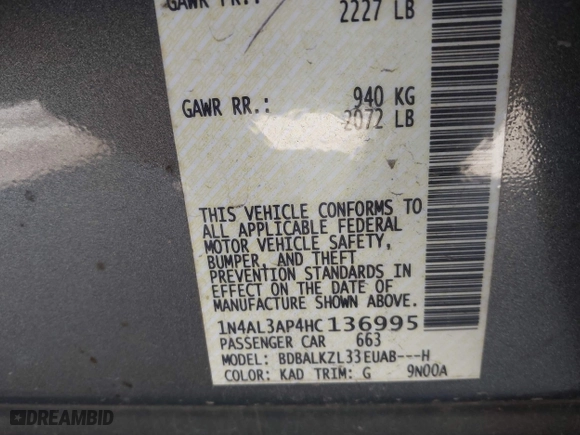 GAWR FR.:
2227 LB
GAWR RR.: 940 KG
2072 LB
THIS VEHICLE CONFORMS TO
ALL APPLICABLE FEDERAL
MOTOR VEHICLE SAFETY,
BUMPER, AND THEFT
PREVENTION STANDARDS IN
EFFECT ON THE DATE OF
MANUFACTURE SHOWN ABOVE.
1N4AL3AP4HC136995
PASSENGER CAR 663
MODEL: BDBALKZL33EUAB---H
COLOR: KAD TRIM: G 9N00A
DREAMBID